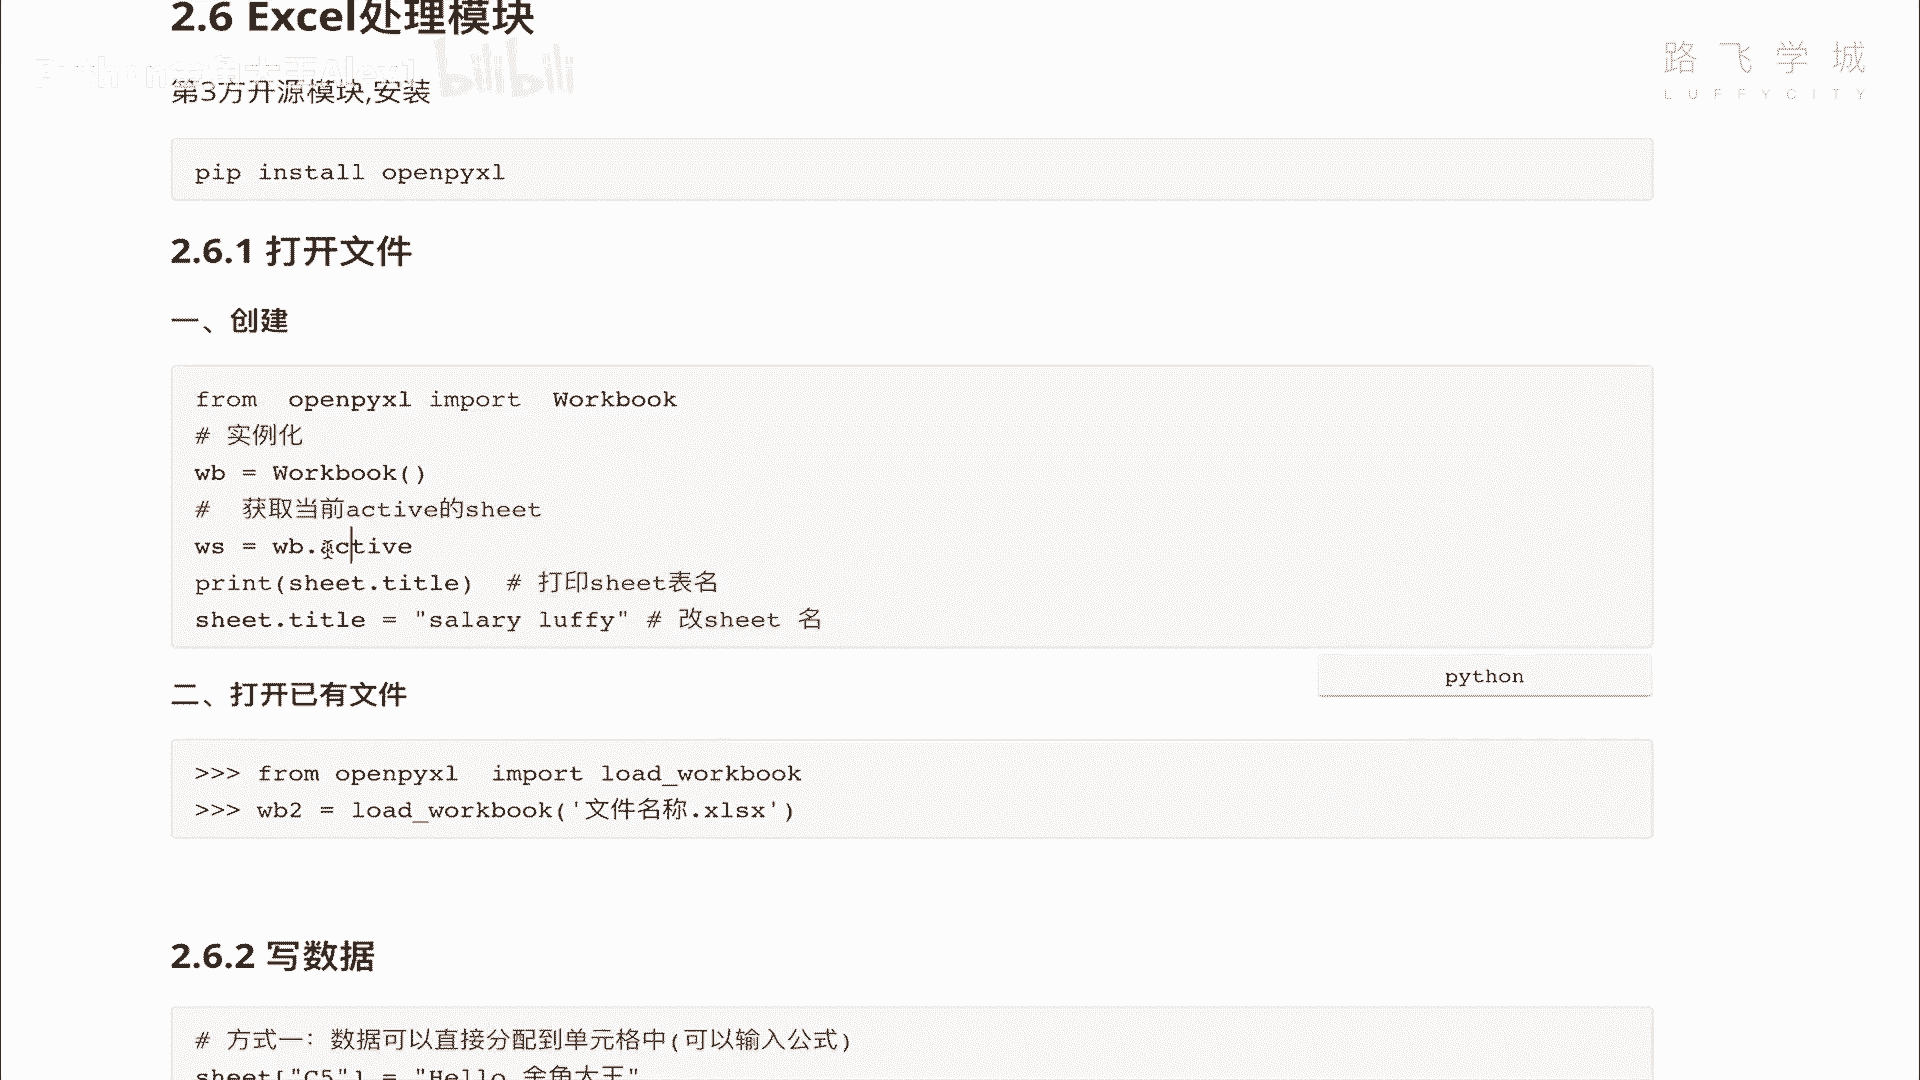 2.6 Excel处理模块
bilibili
路飞学城
LUFFYCITY
第3方开源模块,安装
pip install openpyxl
2.6.1 打开文件
一、创建
from  openpyxl import  Workbook
# 实例化
wb = Workbook()
#  获取当前active的sheet
ws = wb.active
print(sheet.title)  # 打印sheet表名
sheet.title = "salary luffy" # 改sheet 名
python
二、打开已有文件
>>> from openpyxl  import load_workbook
>>> wb2 = load_workbook('文件名称.xlsx')
2.6.2 写数据
# 方式一: 数据可以直接分配到单元格中(可以输入公式)
sheet["C5"] = "Hello 金角大王"